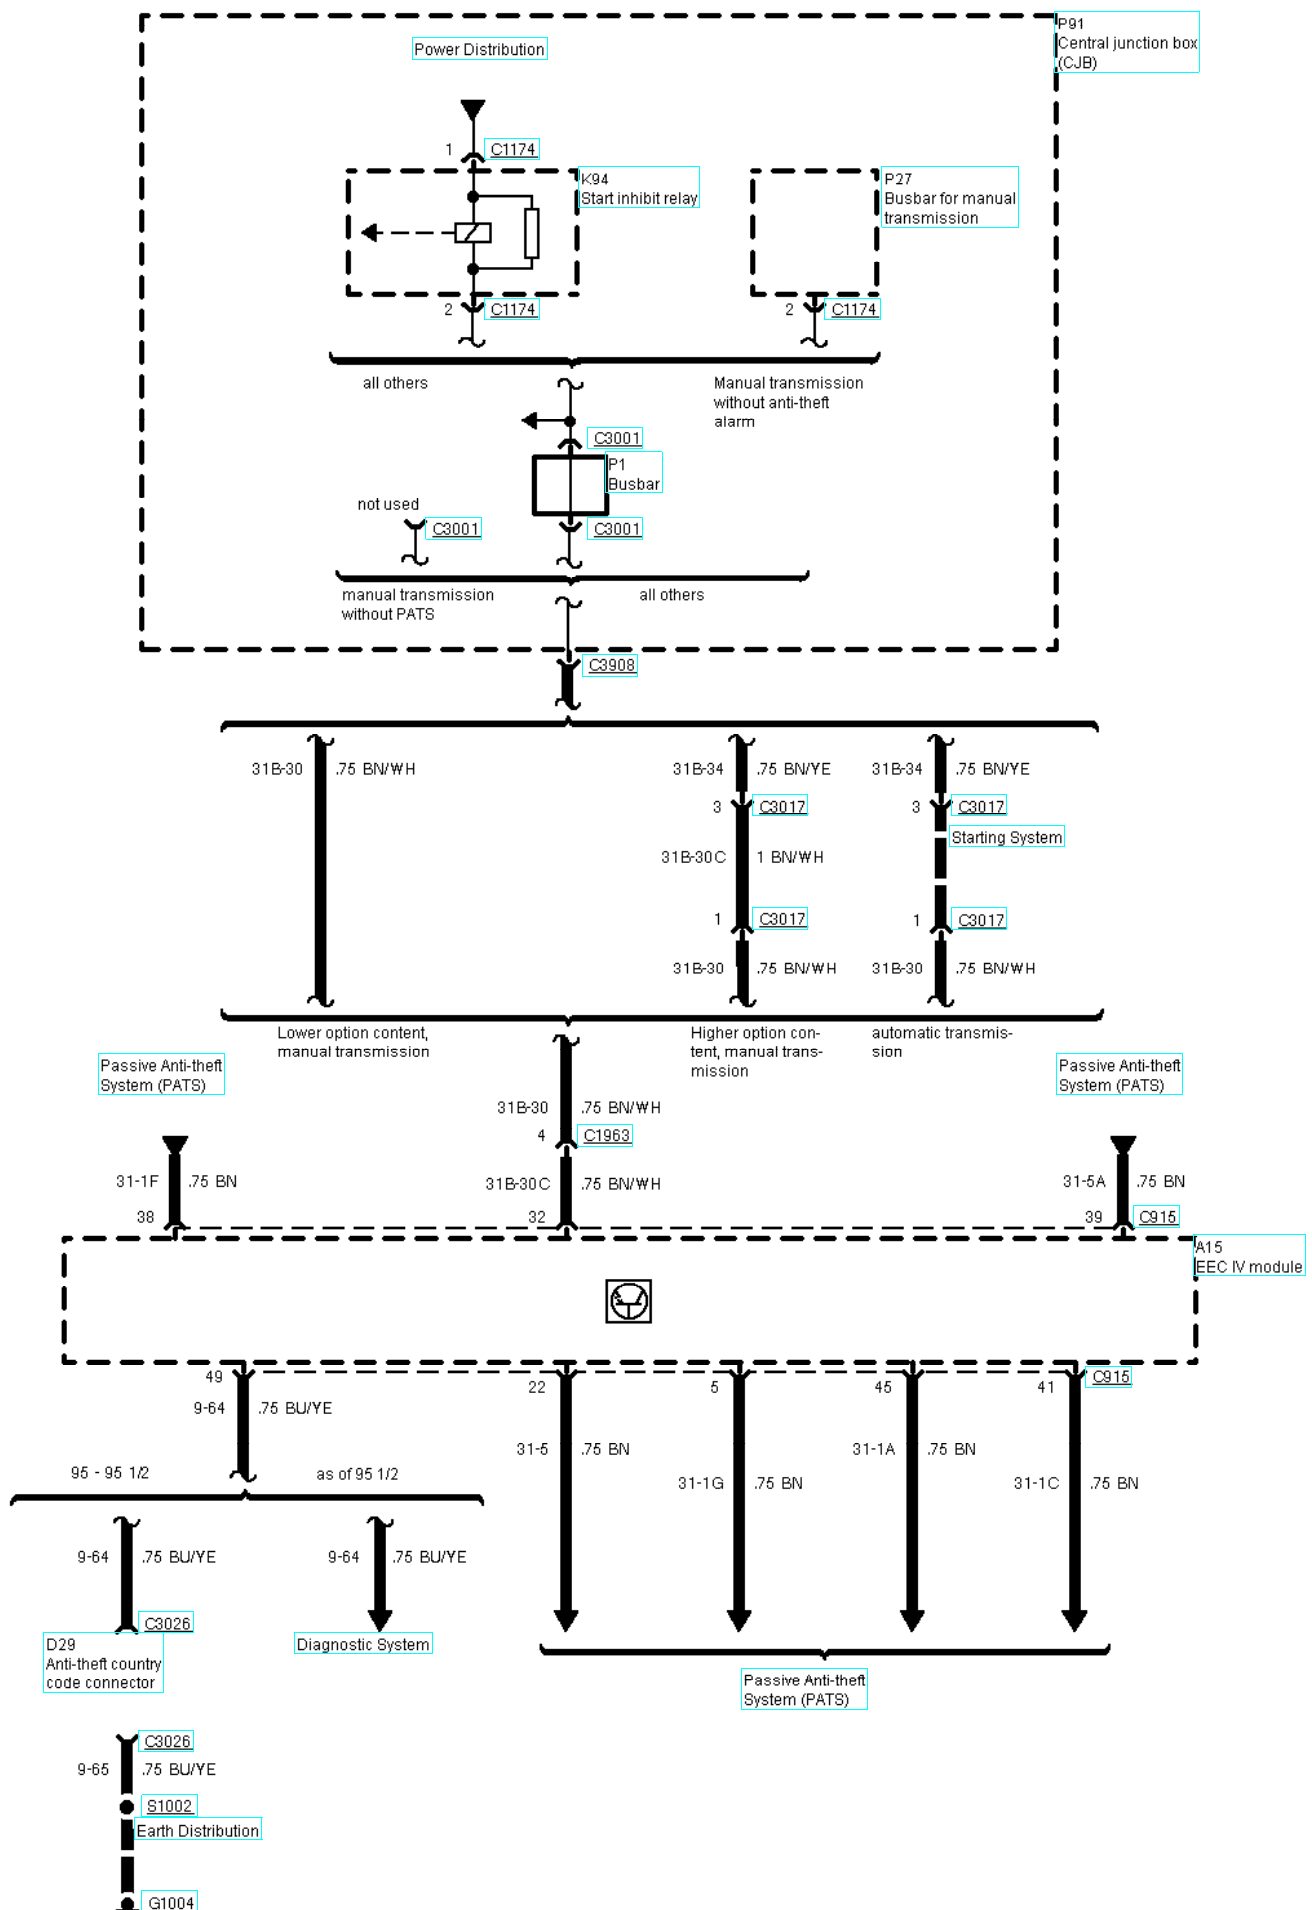 P91
Central junction box
(CJB)
Power Distribution
1 C1174
K94
Start inhibit relay
P27
Busbar for manual
transmission
2 C1174
2 C1174
all others
Manual transmission
without anti-theft
alarm
C3001
P1
Busbar
not used
C3001
C3001
manual transmission
without PATS
all others
C3908
31B-30 .75 BN/WH
31B-34 .75 BN/YE
31B-34 .75 BN/YE
3 C3017
3 C3017
Starting System
31B-30C 1 BN/WH
1 C3017
1 C3017
31B-30 .75 BN/WH
31B-30 .75 BN/WH
Lower option content,
manual transmission
Higher option con-
tent, manual trans-
mission
automatic transmis-
sion
Passive Anti-theft
System (PATS)
Passive Anti-theft
System (PATS)
31B-30 .75 BN/WH
4 C1963
31-1F .75 BN
31B-30C .75 BN/WH
31-5A .75 BN
38
32
39 C915
A15
EEC IV module
49
22
5
45
41
C915
9-64 .75 BU/YE
31-5 .75 BN
31-1A .75 BN
95 - 95 1/2
as of 95 1/2
31-1G .75 BN
31-1C .75 BN
9-64 .75 BU/YE
9-64 .75 BU/YE
C3026
D29
Anti-theft country
code connector
Diagnostic System
Passive Anti-theft
System (PATS)
C3026
9-65 .75 BU/YE
S1002
Earth Distribution
G1004